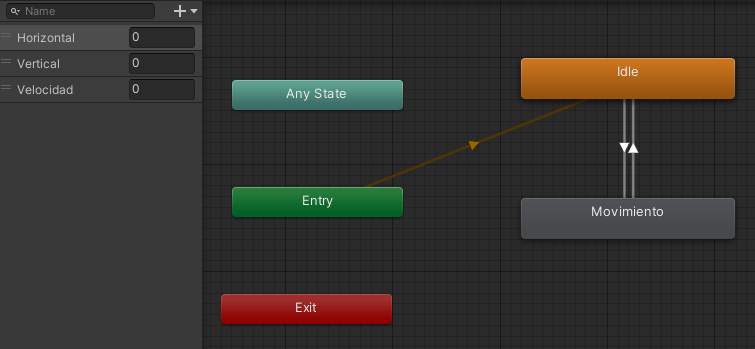 Name
Horizontal 0
Vertical 0
Velocidad 0
Any State
Idle
Entry
Movimiento
Exit